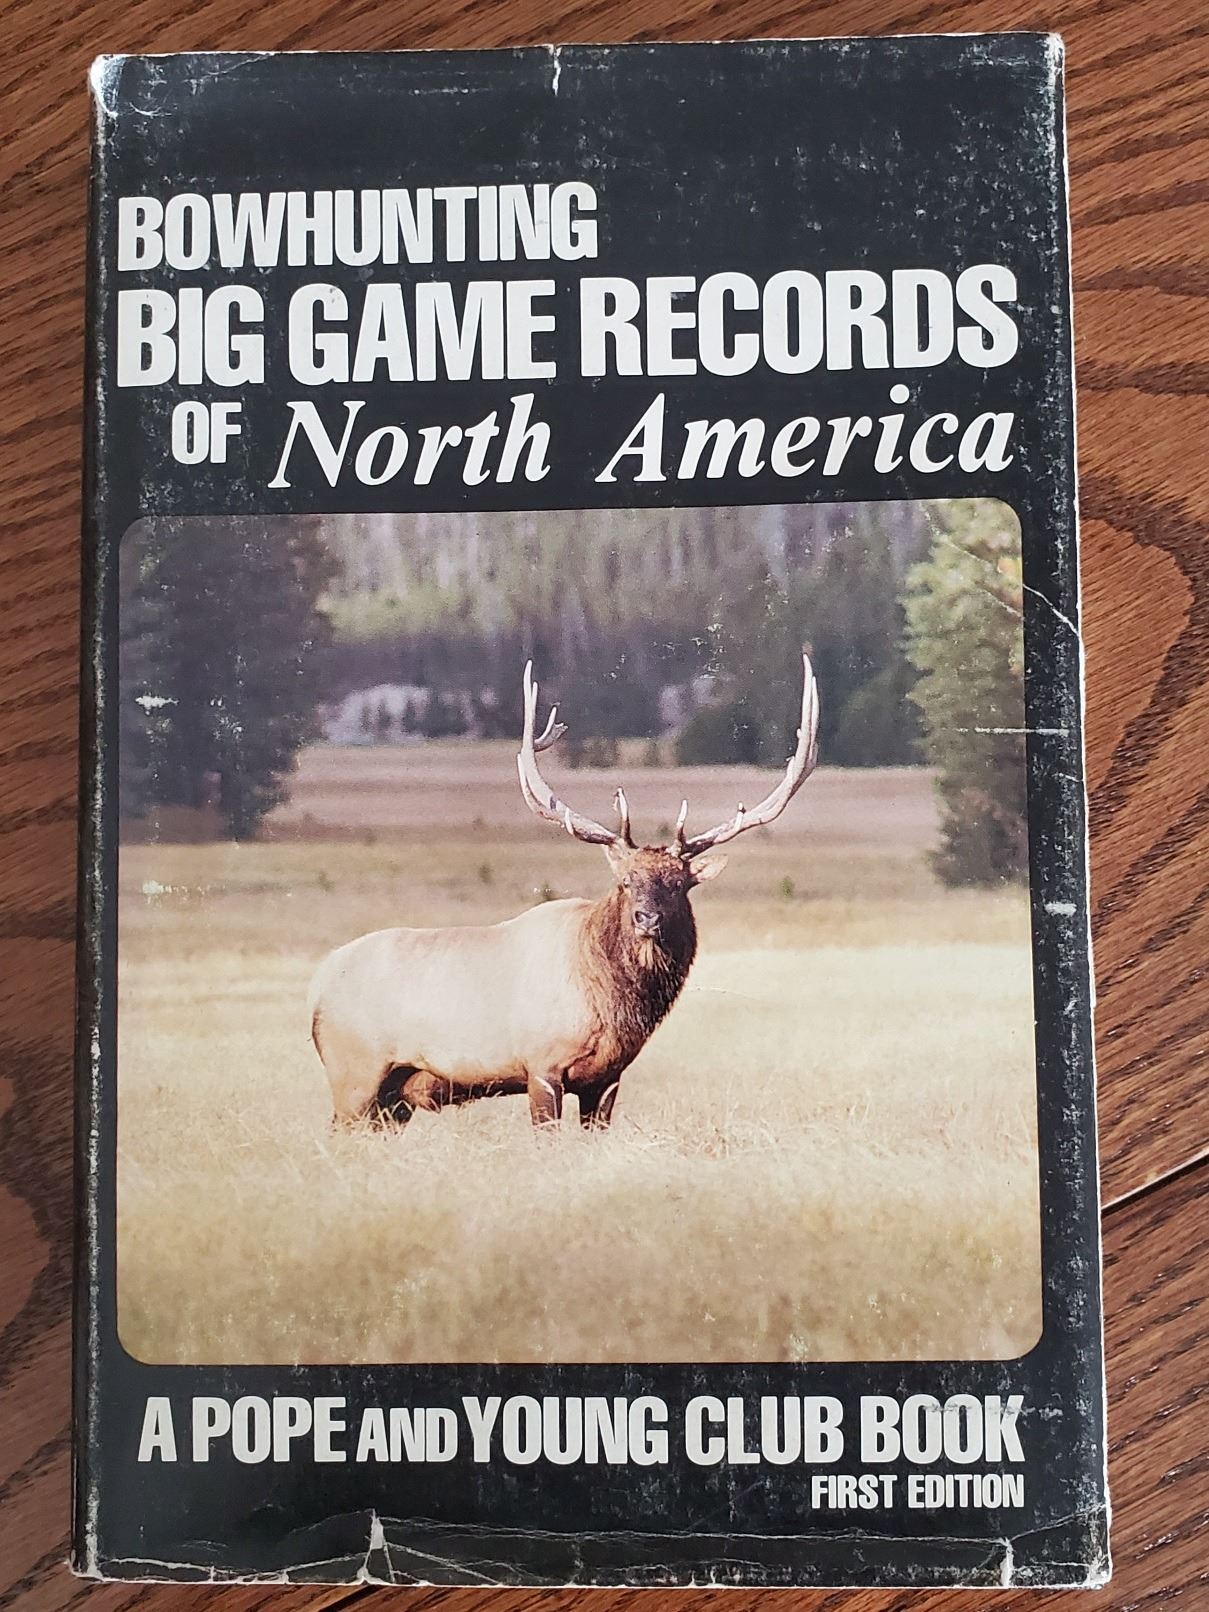 BOWHUNTING
BIG GAME RECORDS
OF North America
A POPE AND YOUNG CLUB BOOK
FIRST EDITION